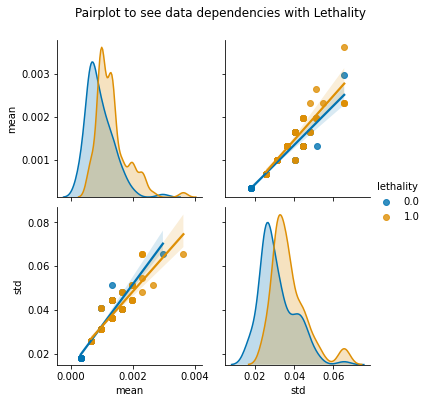 Pairplot to see data dependencies with Lethality
0.003
0.002
0.001
mean
lethality
0.0
1.0
0.08
0.06
0.04
0.02
std
0.000 0.002 0.004
mean
0.02 0.04 0.06
std